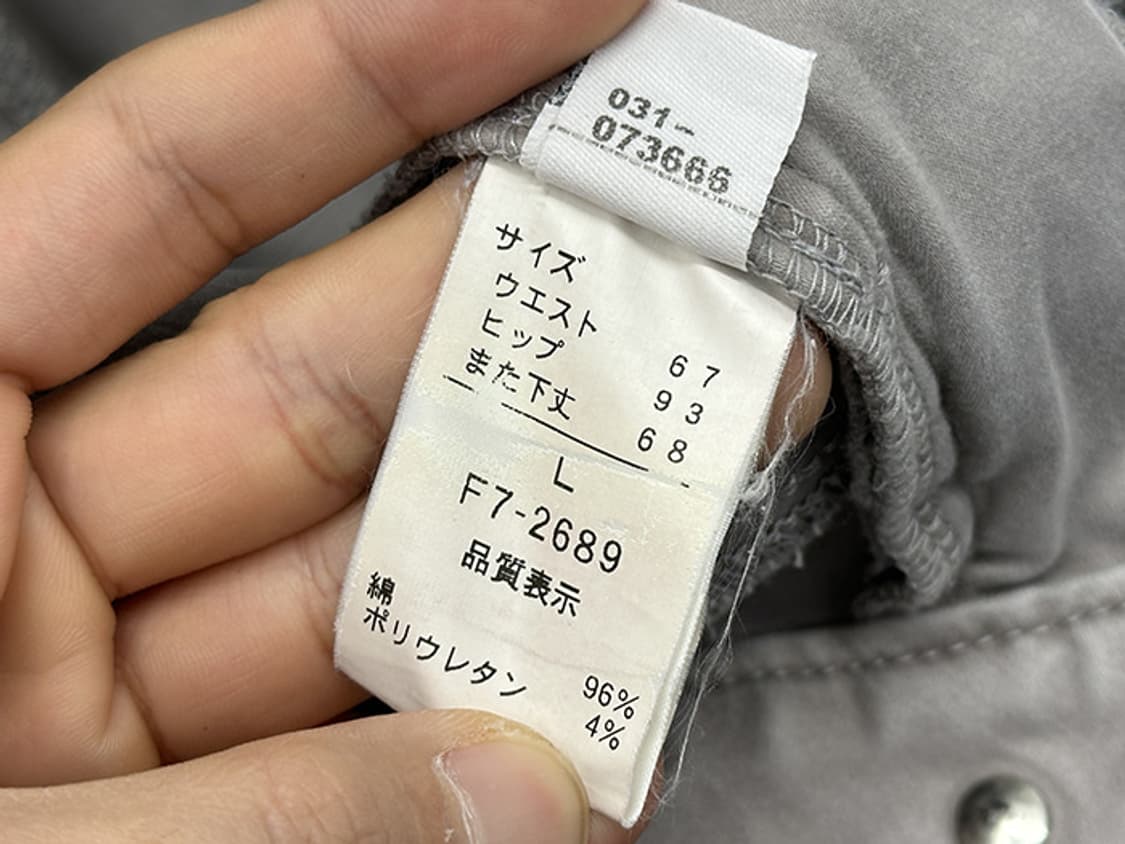 031-
073666
サイズ
ウエスト 67
ヒップ 93
また下丈 68
L
F7-2689
品質表示
綿 96%
ポリウレタン 4%